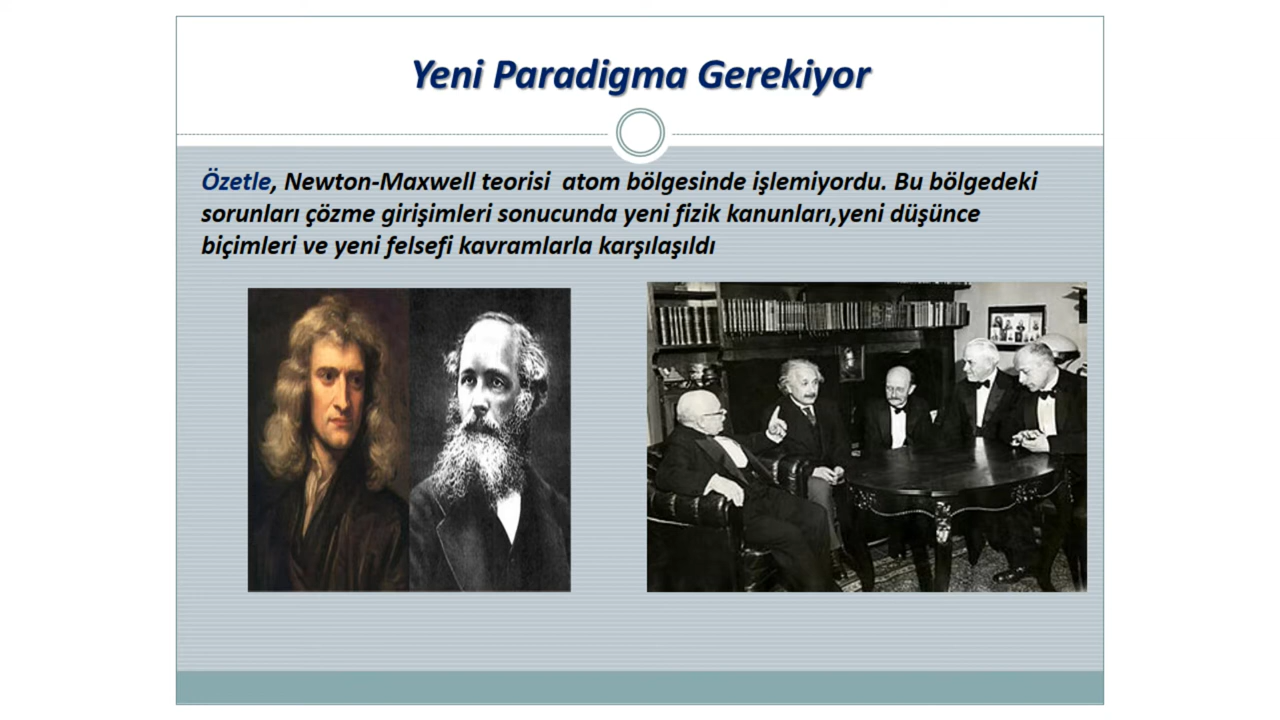 Yeni Paradigma Gerekiyor
Özetle, Newton-Maxwell teorisi atom bölgesinde işlemiyordu. Bu bölgedeki
sorunları çözme girişimleri sonucunda yeni fizik kanunları,yeni düşünce
biçimleri ve yeni felsefi kavramlarla karşılaşıldı